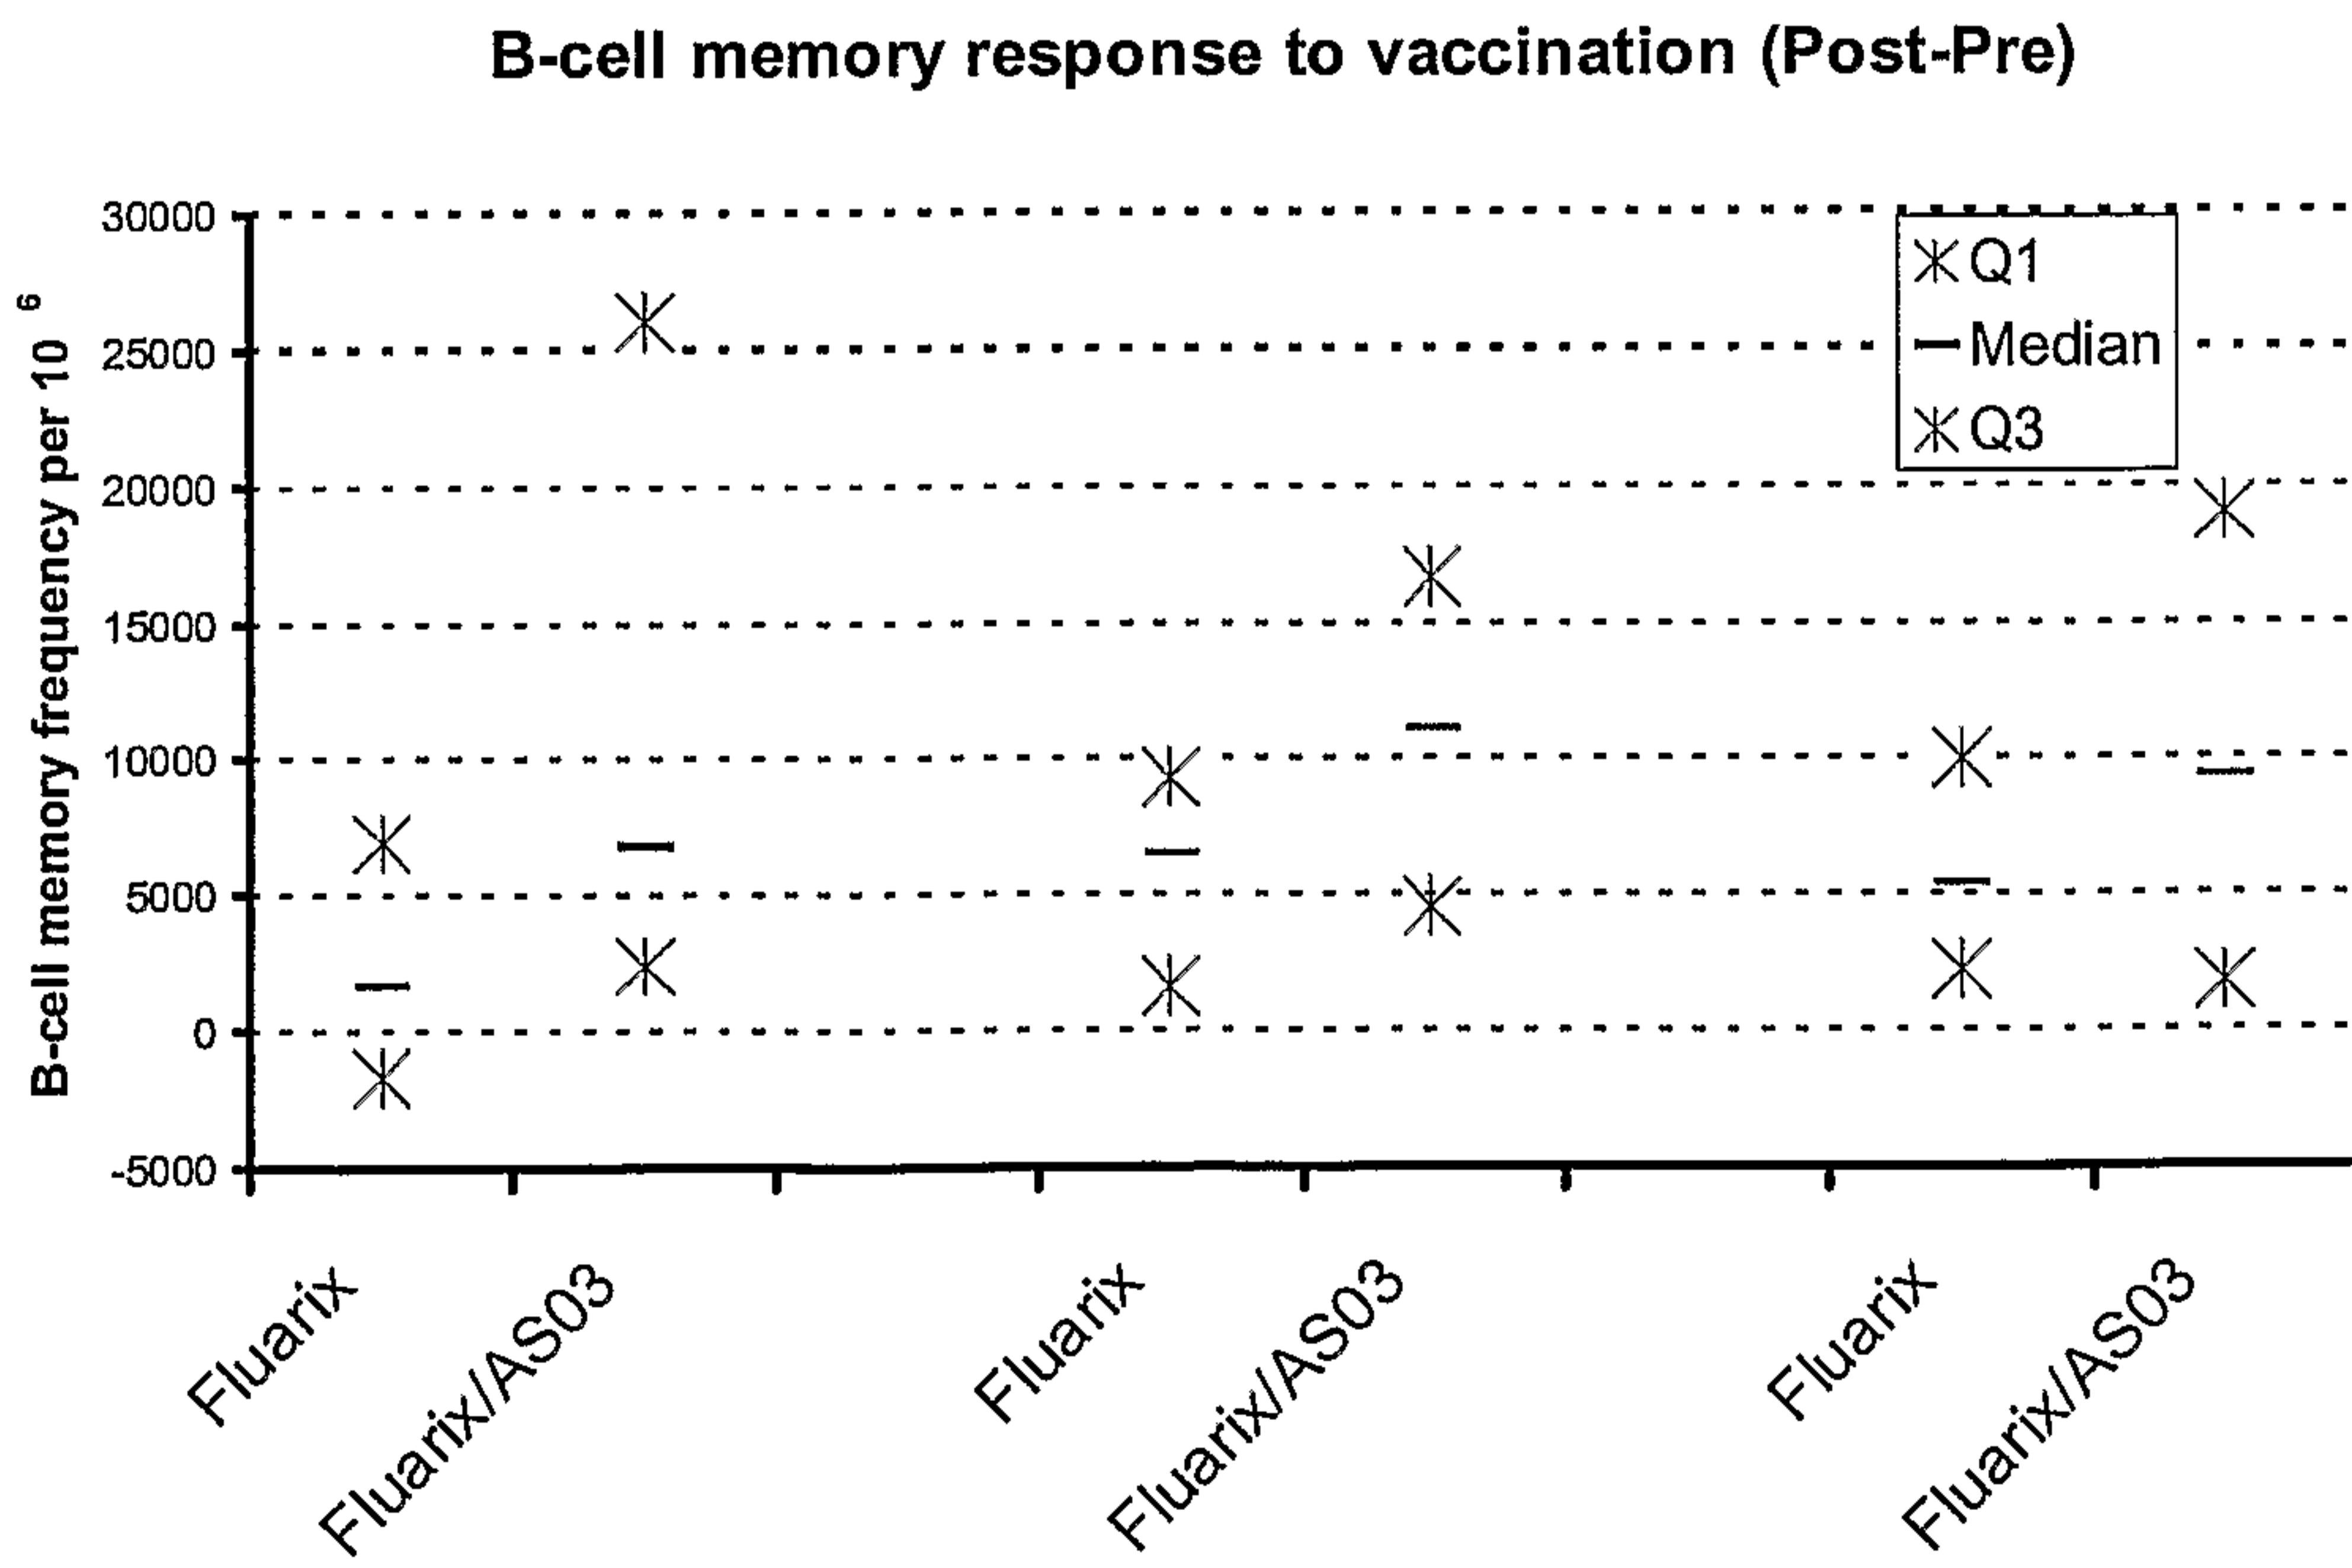 B-cell memory response to vaccination (Post-Pre)
B-cell memory frequency per 10 6
30000
25000
20000
15000
10000
5000
0
-5000
Q1
Median
Q3
Fluarix
Fluarix//AS03
Fluarix
Fluarix//AS03
Fluarix
Fluarix//AS03